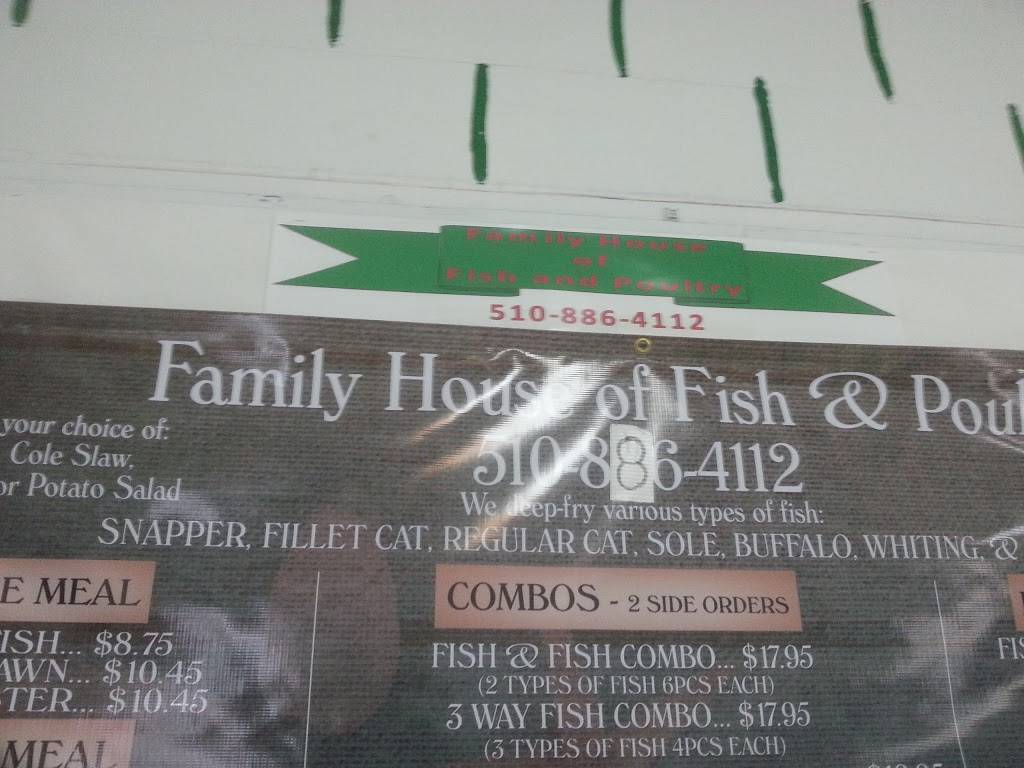 Family House
of
Fish and Poultry
510-886-4112
Family House of Fish & Poul
510-886-4112
your choice of:
Cole Slaw,
or Potato Salad
We deep-fry various types of fish:
SNAPPER, FILLET CAT, REGULAR CAT, SOLE, BUFFALO, WHITING, &
E MEAL
ISH... $8.75
AWN... $10.45
STER... $10.45
MEAL
COMBOS - 2 SIDE ORDERS
FISH & FISH COMBO... $17.95
(2 TYPES OF FISH 6PCS EACH)
3 WAY FISH COMBO... $17.95
(3 TYPES OF FISH 4PCS EACH)
FIS